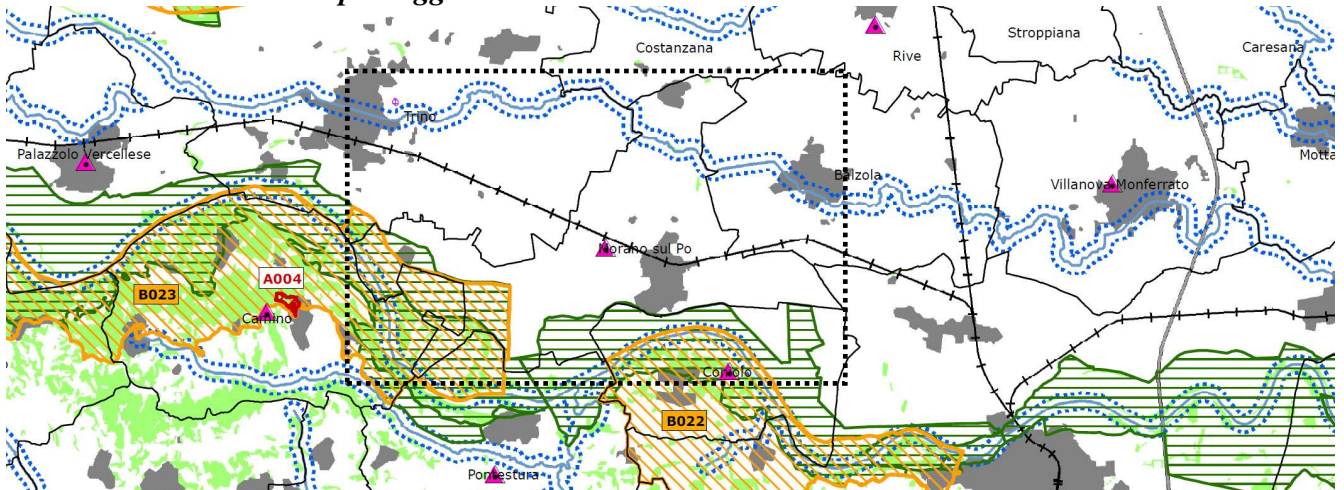 Costanzana
Stroppiana
Caresana
Rive
Trino
Palazzolo Vercellese
Motta
Balzola
Villanova Monferrato
Morano sul Po
A004
B023
Camino
Coniolo
B022
Pontestura